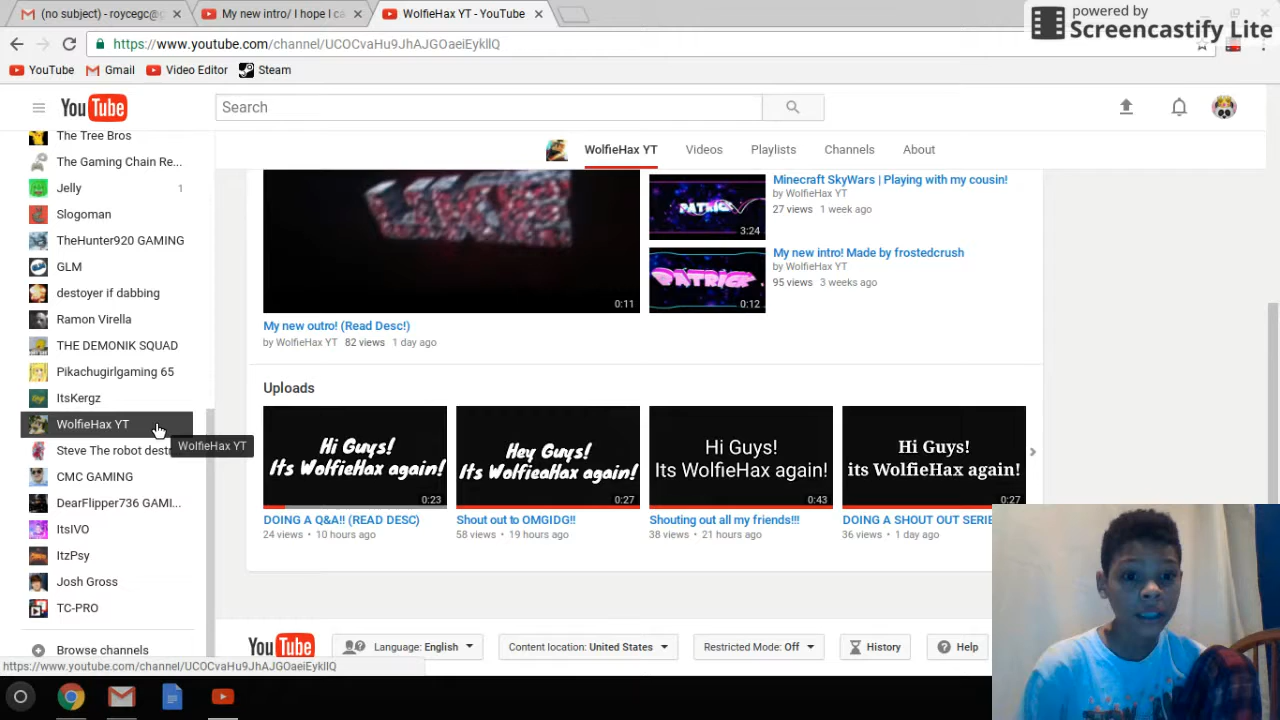 powered by
Screencastify Lite
(no subject) - roycegc@
My new intro/ I hope I ca
WolfieHax YT - YouTube
https://www.youtube.com/channel/UCOCvaHu9JhAJGOaeiEykllQ
YouTube
Gmail
Video Editor
Steam
YouTube
Search
WolfieHax YT
Videos
Playlists
Channels
About
The Tree Bros
The Gaming Chain Re...
Jelly
1
Slogoman
TheHunter920 GAMING
GLM
destoyer if dabbing
Ramon Virella
THE DEMONIK SQUAD
Pikachugirlgaming 65
ItsKergz
WolfieHax YT
WolfieHax YT
Steve The robot destr
CMC GAMING
DearFlipper736 GAMI...
ItsIVO
ItzPsy
Josh Gross
TC-PRO
Browse channels
0:11
My new outro! (Read Desc!)
by WolfieHax YT 82 views 1 day ago
PATRICK
3:24
Minecraft SkyWars | Playing with my cousin!
by WolfieHax YT
27 views 1 week ago
PATRICK
0:12
My new intro! Made by frostedcrush
by WolfieHax YT
95 views 3 weeks ago
Uploads
Hi Guys!
Its WolfieHax again!
0:23
DOING A Q&A!! (READ DESC)
24 views • 10 hours ago
Hey Guys!
Its WolfieaHax again!
0:27
Shout out to OMGIDG!!
58 views • 19 hours ago
Hi Guys!
Its WolfieHax again!
0:43
Shouting out all my friends!!!
38 views • 21 hours ago
Hi Guys!
its WolfieHax again!
0:27
DOING A SHOUT OUT SERIE
36 views • 1 day ago
YouTube
Language: English
Content location: United States
Restricted Mode: Off
History
Help
https://www.youtube.com/channel/UCOCvaHu9JhAJGOaeiEykllQ